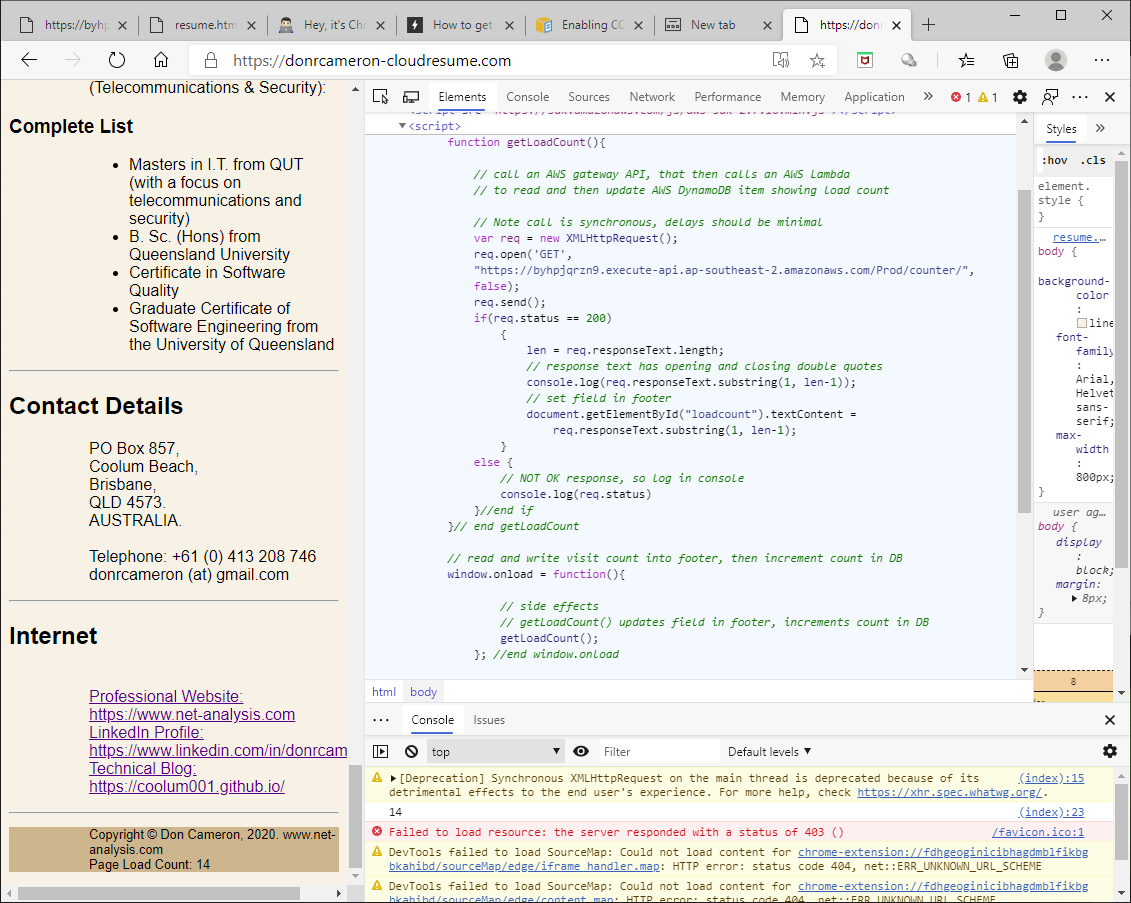 https://byhp
resume.htm
Hey, it's Chr
How to get
Enabling CC
New tab
https://donr
https://donrcameron-cloudresume.com
(Telecommunications & Security):
Complete List
Masters in I.T. from QUT
(with a focus on
telecommunications and
security)
B. Sc. (Hons) from
Queensland University
Certificate in Software
Quality
Graduate Certificate of
Software Engineering from
the University of Queensland
Contact Details
PO Box 857,
Coolum Beach,
Brisbane,
QLD 4573.
AUSTRALIA.
Telephone: +61 (0) 413 208 746
donrcameron (at) gmail.com
Internet
Professional Website:
https://www.net-analysis.com
LinkedIn Profile:
https://www.linkedin.com/in/donrcam
Technical Blog:
https://coolum001.github.io/
Copyright © Don Cameron, 2020. www.net-
analysis.com
Page Load Count: 14
Elements Console Sources Network Performance Memory Application » 1 1
▼<script>
function getLoadCount(){
// call an AWS gateway API, that then calls an AWS Lambda
// to read and then update AWS DynamoDB item showing load count
// Note call is synchronous, delays should be minimal
var req = new XMLHttpRequest();
req.open('GET',
"https://byhpjqrzn9.execute-api.ap-southeast-2.amazonaws.com/Prod/counter/",
false);
req.send();
if(req.status == 200)
{
len = req.responseText.length;
// response text has opening and closing double quotes
console.log(req.responseText.substring(1, len-1));
// set field in footer
document.getElementById("loadcount").textContent =
req.responseText.substring(1, len-1);
}
else {
// NOT OK response, so log in console
console.log(req.status)
}//end if
}// end getLoadCount
// read and write visit count into footer, then increment count in DB
window.onload = function(){
// side effects
// getLoadCount() updates field in footer, increments count in DB
getLoadCount();
}; //end window.onload
html body
Styles »
:hov .cls
element.
style {
}
resume.…
body {
background-
color
:
line
font-
family
:
Arial,
Helvet
sans-
serif;
max-
width
:
800px;
}
user ag…
body {
display
:
block;
margin:
▶ 8px;
}
8
Console Issues
top ▼ Filter Default levels ▼
▶[Deprecation] Synchronous XMLHttpRequest on the main thread is deprecated because of its (index):15
detrimental effects to the end user's experience. For more help, check https://xhr.spec.whatwg.org/.
14 (index):23
Failed to load resource: the server responded with a status of 403 () /favicon.ico:1
DevTools failed to load SourceMap: Could not load content for chrome-extension://fdhgeoginicibhagdmblfikbg
bkahibd/sourceMap/edge/iframe_handler.map: HTTP error: status code 404, net::ERR_UNKNOWN_URL_SCHEME
DevTools failed to load SourceMap: Could not load content for chrome-extension://fdhgeoginicibhagdmblfikbg
bkahibd/sourceMap/edge/content.map: HTTP error: status code 404, net::ERR_UNKNOWN_URL_SCHEME